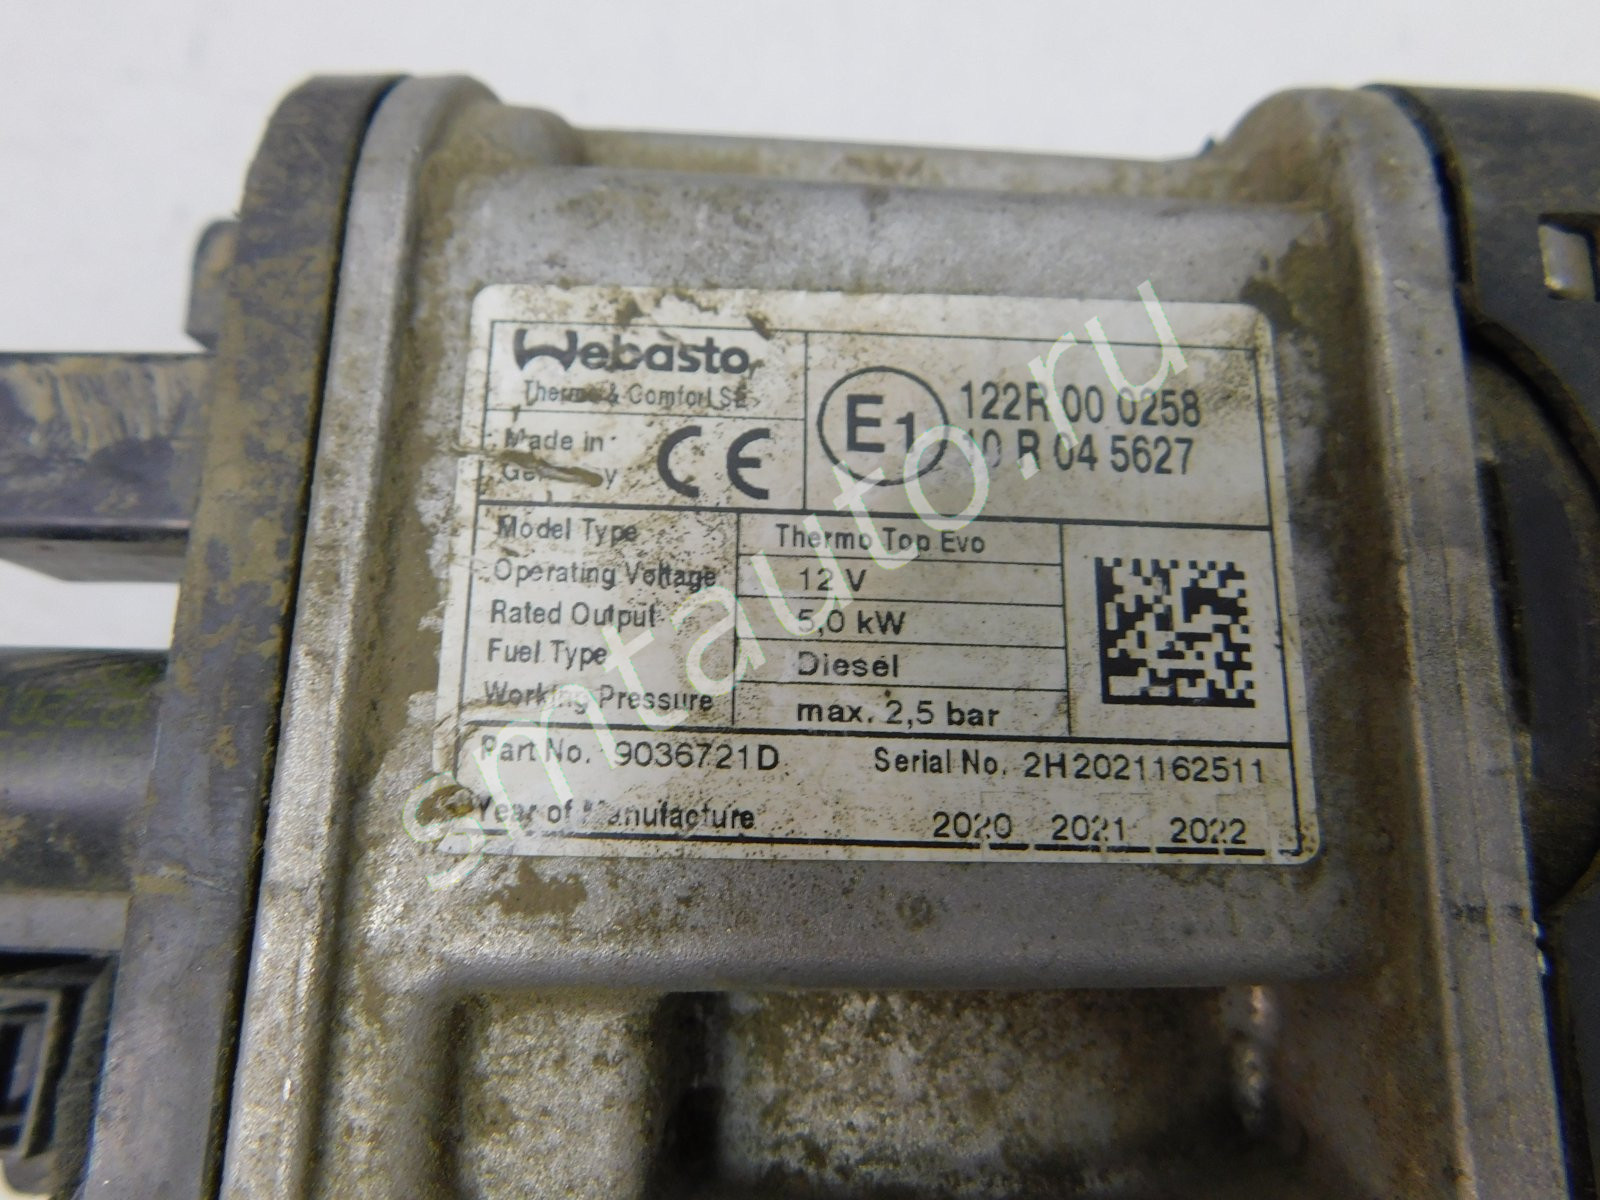 Webasto
Thermo & Comfort SE
Made in
Germany
CE
E1
122R 00 0258
10 R 04 5627
Model Type Thermo Top Evo
Operating Voltage 12 V
Rated Output 5,0 kW
Fuel Type Diesel
Working Pressure max. 2,5 bar
Part No. 9036721D Serial No. 2H2021162511
Year of Manufacture 2020 2021 2022
smtauto.ru